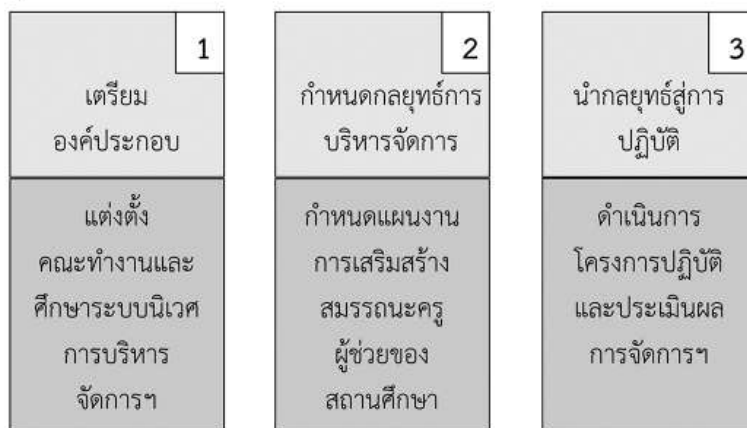 1
เตรียม
องค์ประกอบ
แต่งตั้ง
คณะทำงานและ
ศึกษาระบบนิเวศ
การบริหาร
จัดการฯ
2
กำหนดกลยุทธ์การ
บริหารจัดการ
กำหนดแผนงาน
การเสริมสร้าง
สมรรถนะครู
ผู้ช่วยของ
สถานศึกษา
3
นำกลยุทธ์สู่การ
ปฏิบัติ
ดำเนินการ
โครงการปฏิบัติ
และประเมินผล
การจัดการฯ